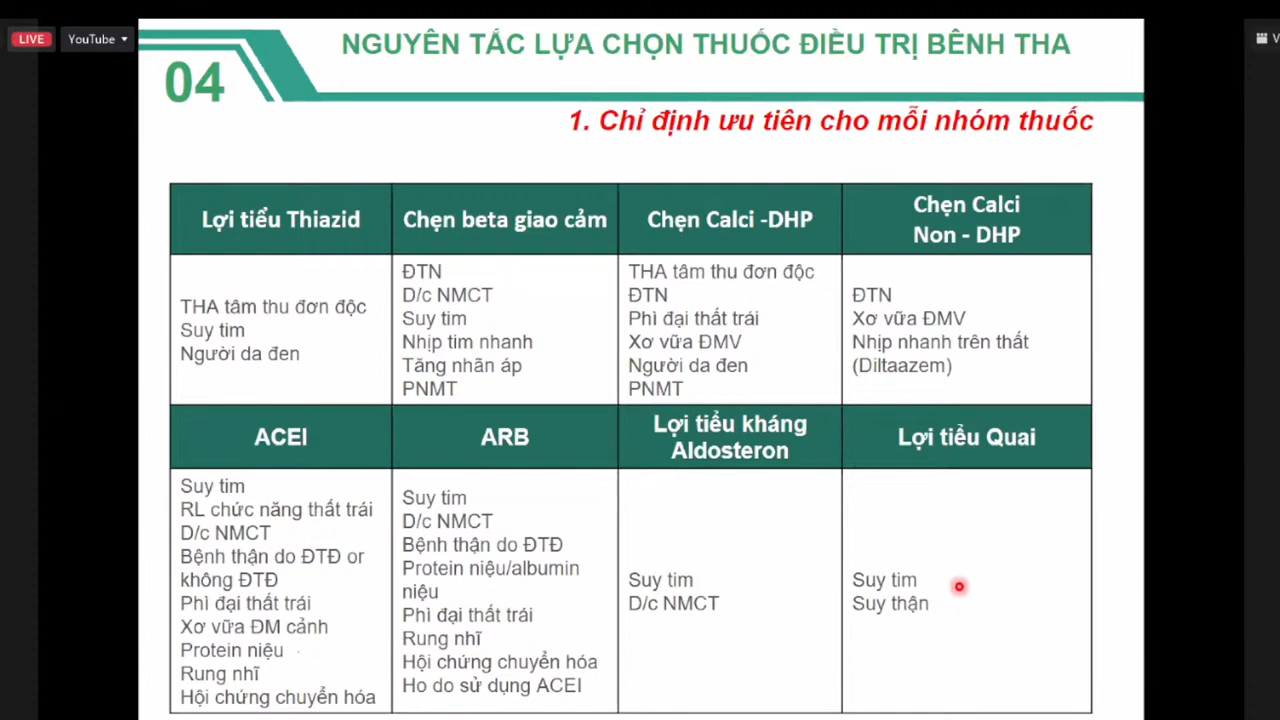 LIVE
YouTube
V
04
NGUYÊN TẮC LỰA CHỌN THUỐC ĐIỀU TRỊ BÊNH THA
1. Chỉ định ưu tiên cho mỗi nhóm thuốc
Lợi tiểu Thiazid
Chẹn beta giao cảm
Chẹn Calci -DHP
Chẹn Calci
Non - DHP
THA tâm thu đơn độc
Suy tim
Người da đen
ĐTN
D/c NMCT
Suy tim
Nhịp tim nhanh
Tăng nhãn áp
PNMT
THA tâm thu đơn độc
ĐTN
Phì đại thất trái
Xơ vữa ĐMV
Người da đen
PNMT
ĐTN
Xơ vữa ĐMV
Nhịp nhanh trên thất
(Diltaazem)
ACEI
ARB
Lợi tiểu kháng
Aldosteron
Lợi tiểu Quai
Suy tim
RL chức năng thất trái
D/c NMCT
Bệnh thận do ĐTĐ or
không ĐTĐ
Phì đại thất trái
Xơ vữa ĐM cảnh
Protein niệu
Rung nhĩ
Hội chứng chuyển hóa
Suy tim
D/c NMCT
Bệnh thận do ĐTĐ
Protein niệu/albumin
niệu
Phì đại thất trái
Rung nhĩ
Hội chứng chuyển hóa
Ho do sử dụng ACEI
Suy tim
D/c NMCT
Suy tim
Suy thận